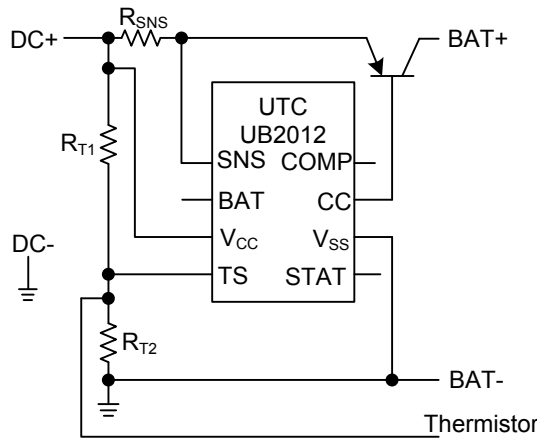 DC+
RSNS
BAT+
UTC
UB2012
RT1
SNS
COMP
BAT
CC
DC-
VCC
VSS
TS
STAT
RT2
BAT-
Thermistor